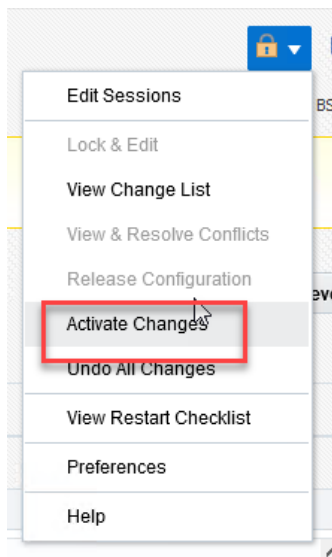 Edit Sessions
Lock & Edit
View Change List
View & Resolve Conflicts
Release Configuration
Activate Changes
Undo All Changes
View Restart Checklist
Preferences
Help